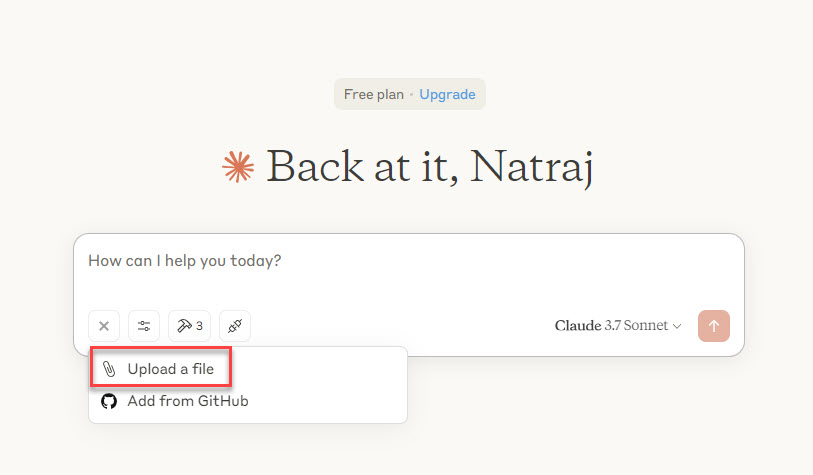 Free plan • Upgrade
Back at it, Natraj
How can I help you today?
3
Claude 3.7 Sonnet
Upload a file
Add from GitHub